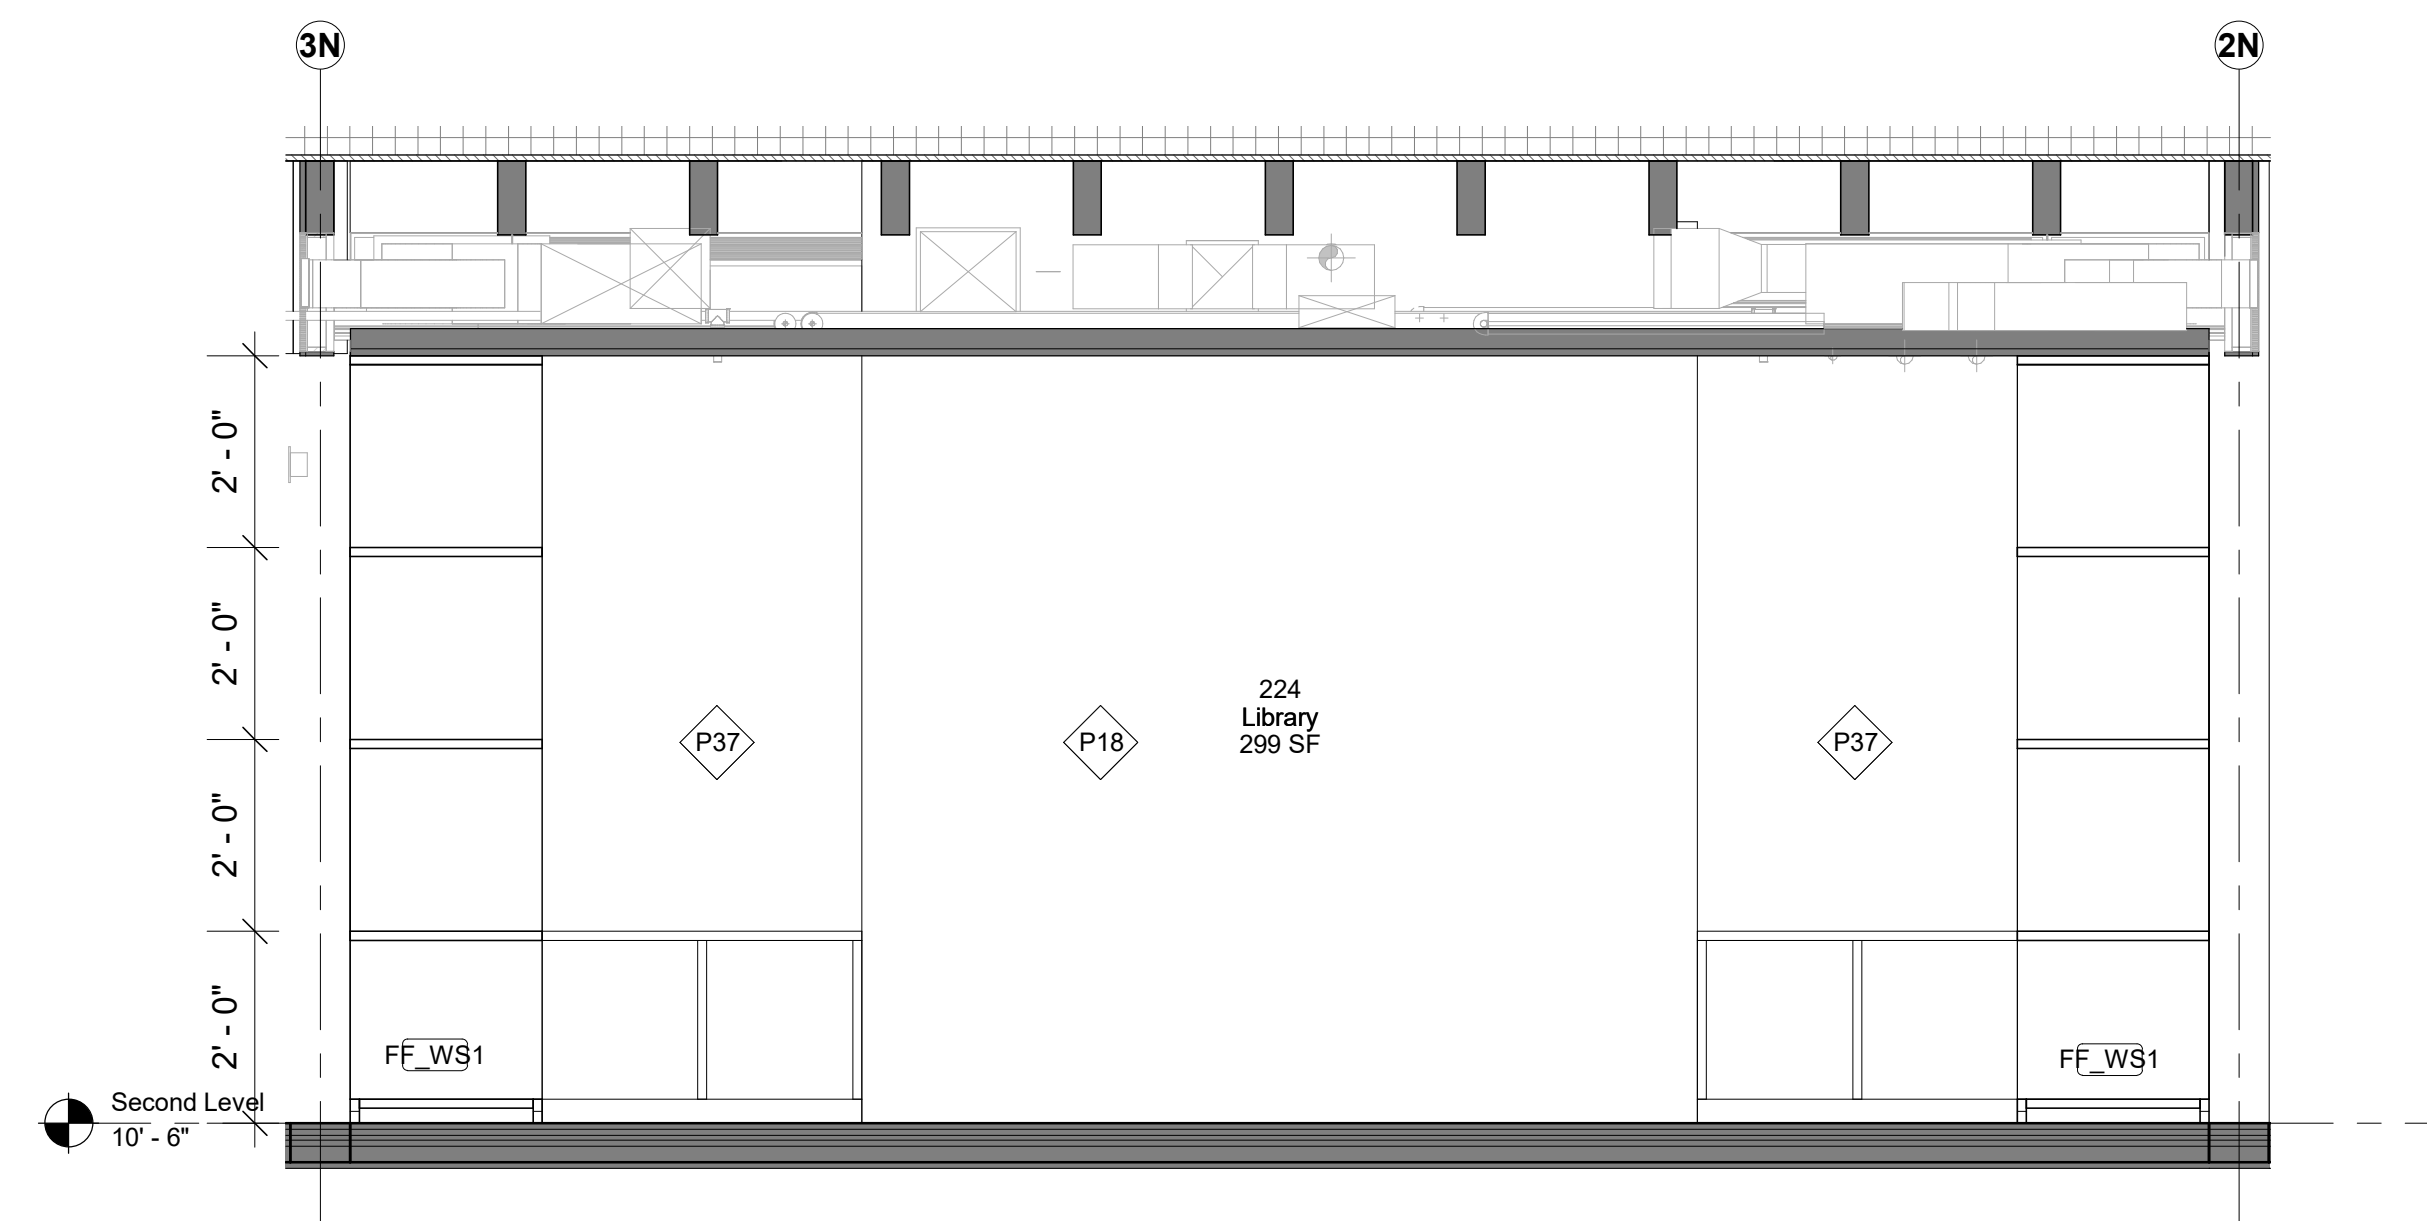 3N
2N
2' - 0"
2' - 0"
2' - 0"
2' - 0"
224
Library
299 SF
P37
P18
P37
FF_WS1
FF_WS1
Second Level
10' - 6"